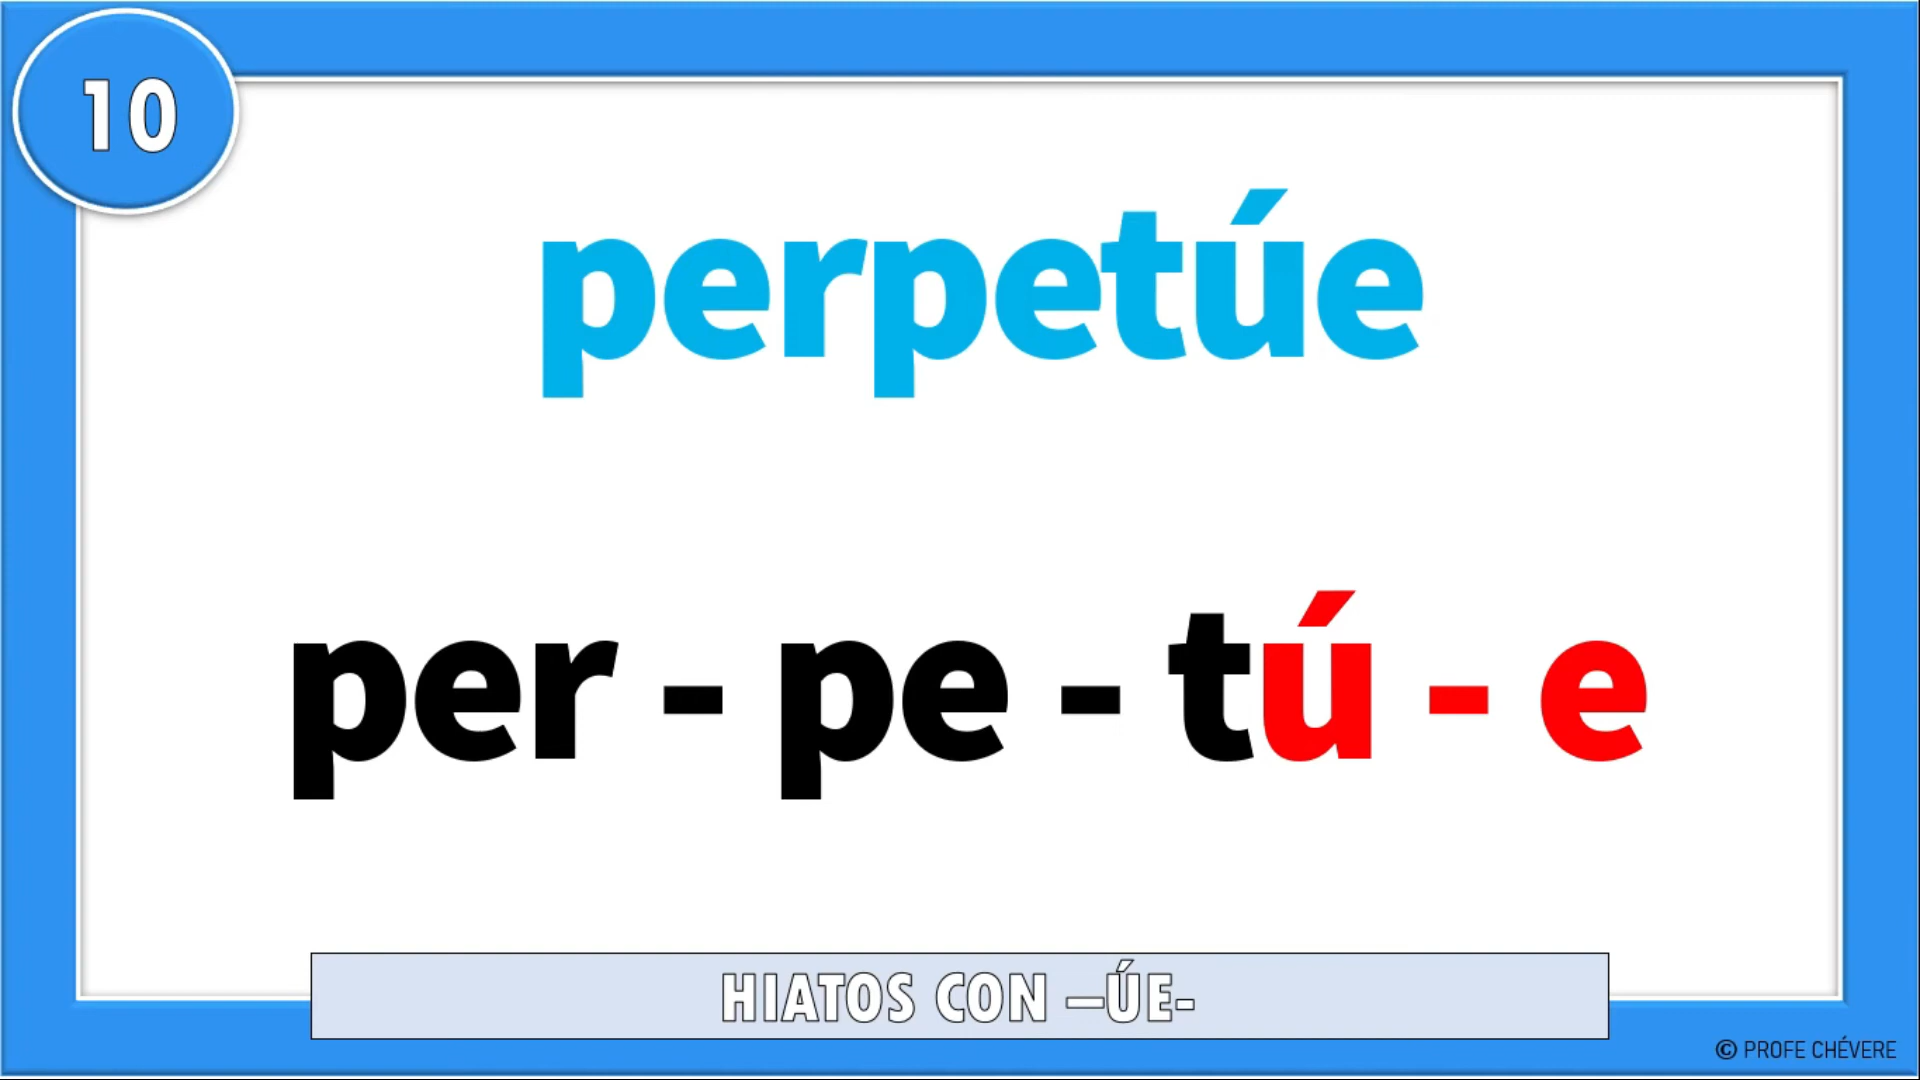 10
perpetúe
per - pe - tú - e
HIATOS CON –ÚE-
© PROFE CHÉVERE